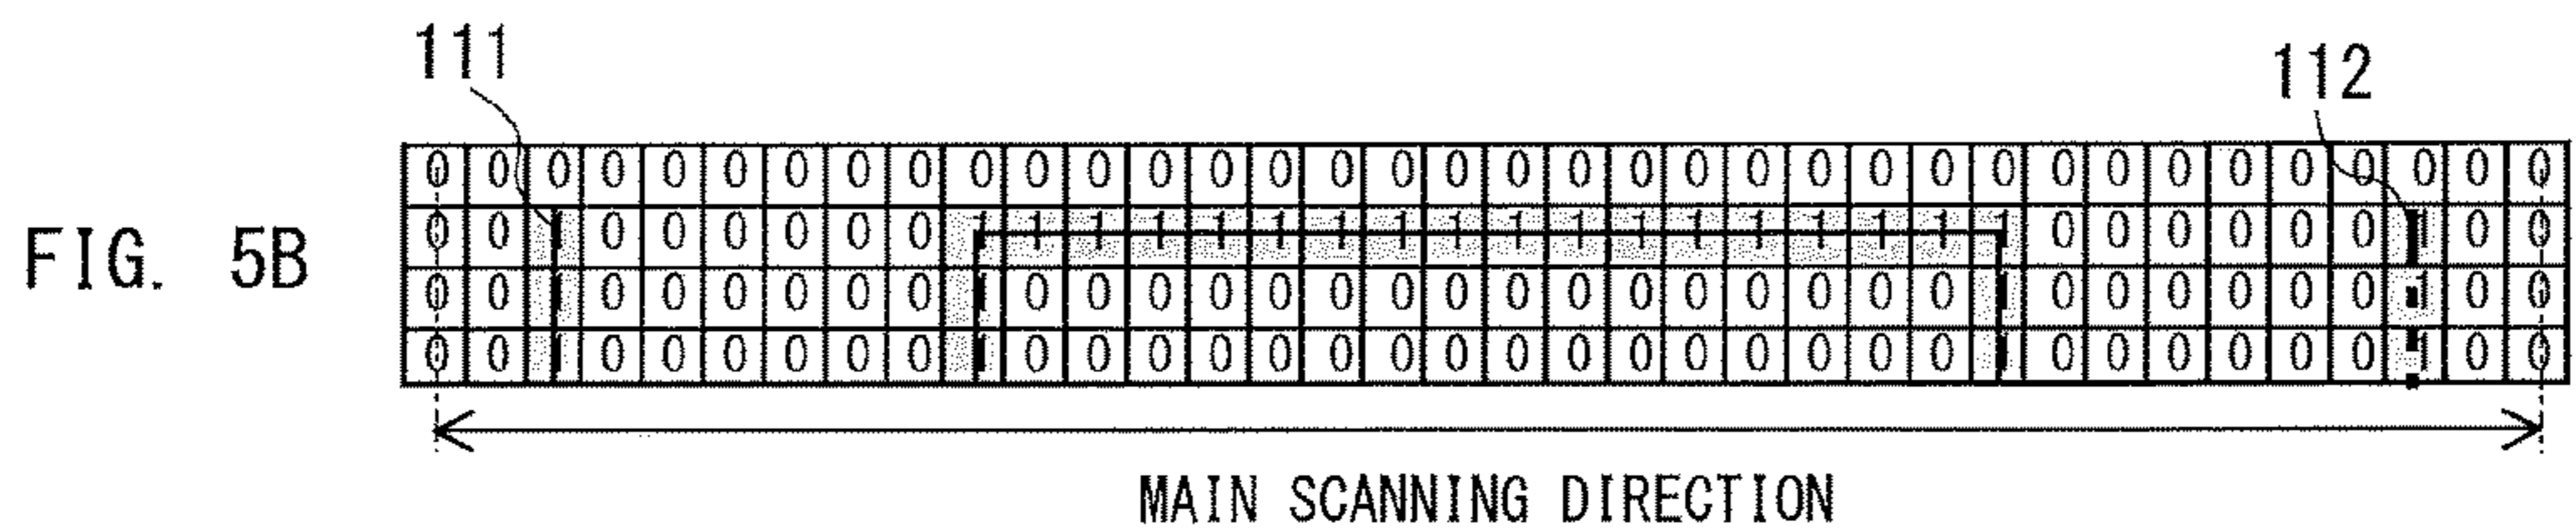 111
112
0 0 0 0 0 0 0 0 0 0 0 0 0 0 0 0 0 0 0 0 0 0 0 0 0 0 0 0 0 0 0 0 0 0 0 0
0 0 1 0 0 0 0 0 0 1 1 1 1 1 1 1 1 1 1 1 1 1 1 1 1 1 1 0 0 0 0 0 0 1 0 0
FIG. 5B
0 0 1 0 0 0 0 0 0 1 0 0 0 0 0 0 0 0 0 0 0 0 0 0 0 0 1 0 0 0 0 0 0 1 0 0
0 0 1 0 0 0 0 0 0 1 0 0 0 0 0 0 0 0 0 0 0 0 0 0 0 0 1 0 0 0 0 0 0 1 0 0
MAIN SCANNING DIRECTION